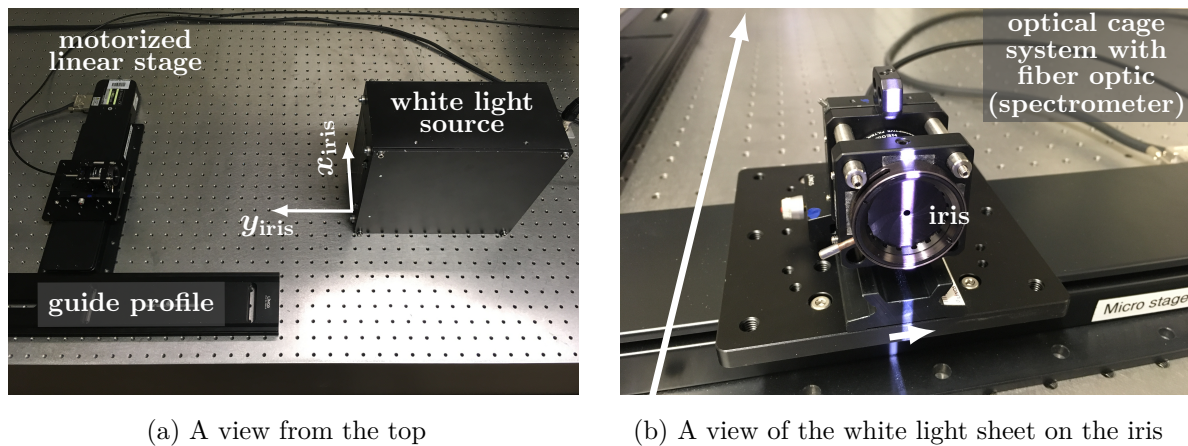 motorized
linear stage
white light
source
x_iris
y_iris
guide profile
optical cage
system with
fiber optic
(spectrometer)
iris
Micro stage
(a) A view from the top
(b) A view of the white light sheet on the iris